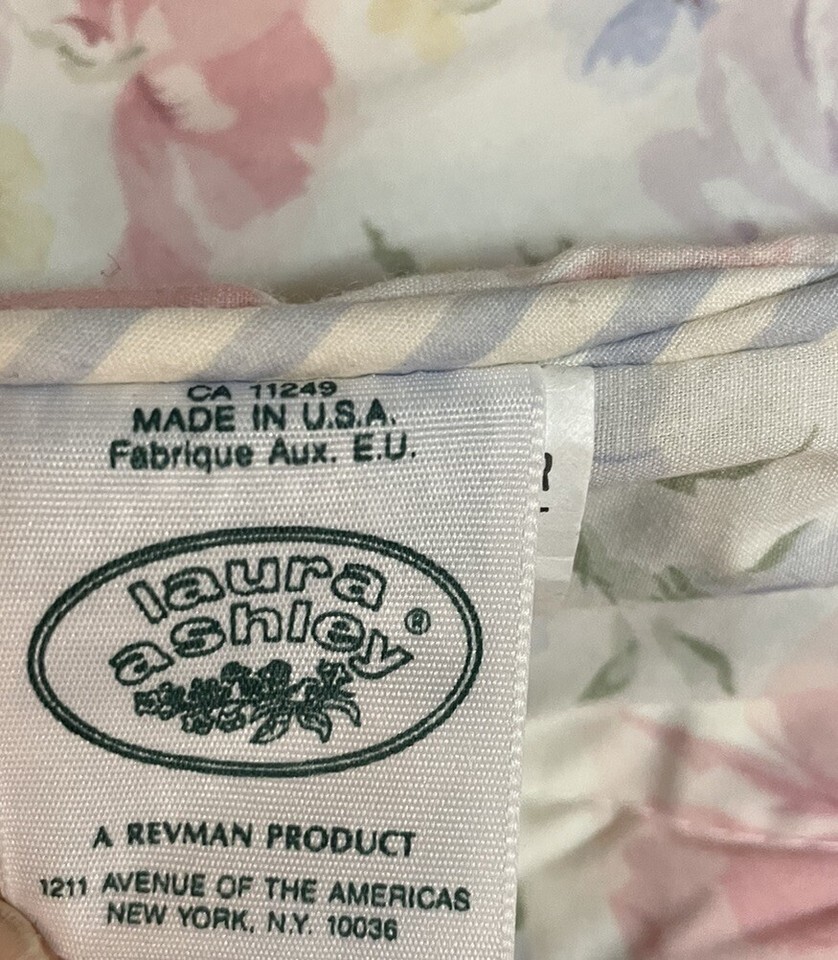 CA 11249
MADE IN U.S.A.
Fabrique Aux. E.U.
laura
ashley ®
A REVMAN PRODUCT
1211 AVENUE OF THE AMERICAS
NEW YORK, N.Y. 10036